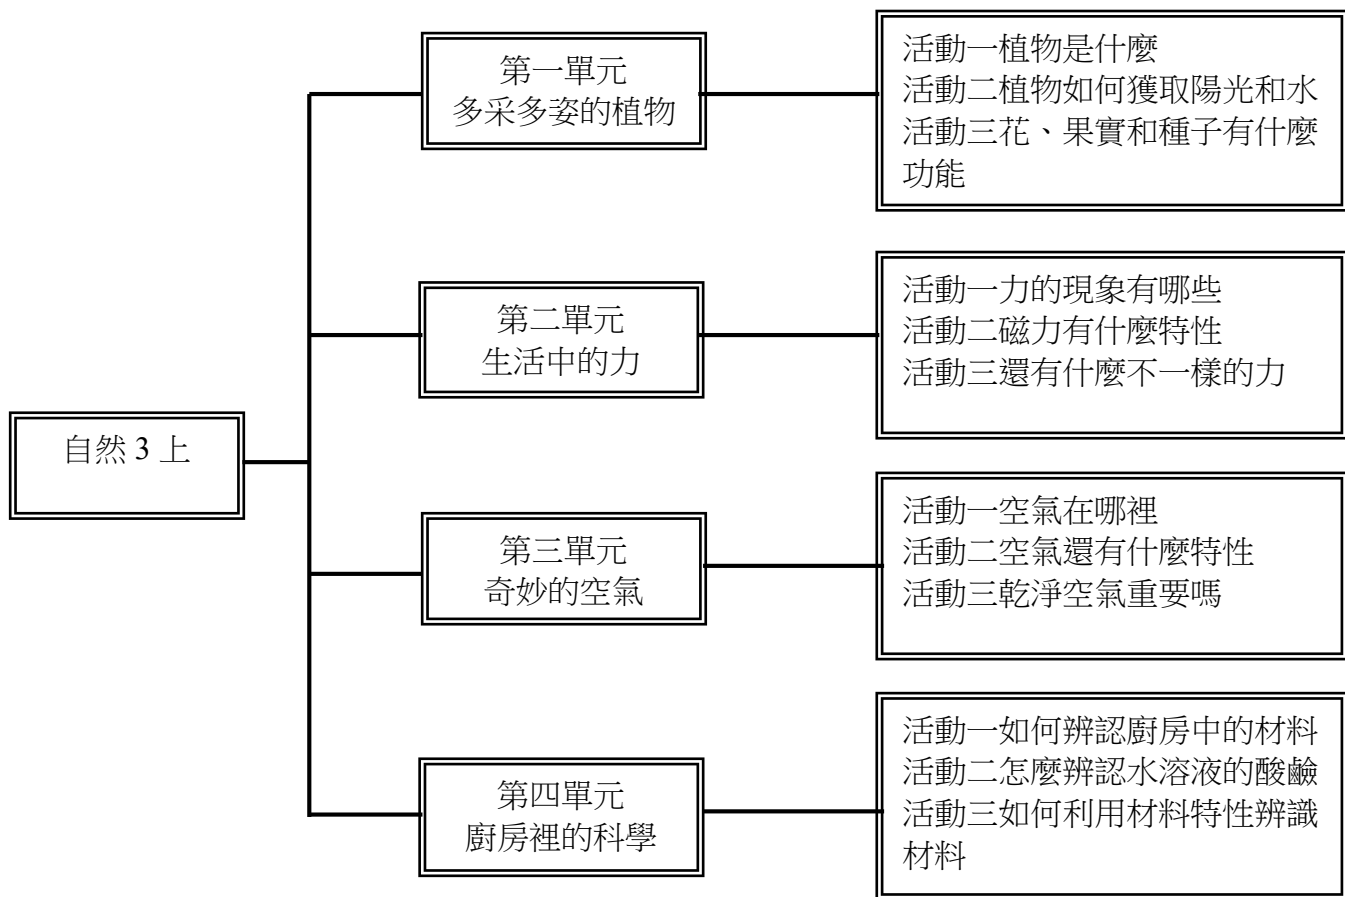 自然 3 上
第一單元
多采多姿的植物
活動一植物是什麼
活動二植物如何獲取陽光和水
活動三花、果實和種子有什麼
功能
第二單元
生活中的力
活動一力的現象有哪些
活動二磁力有什麼特性
活動三還有什麼不一樣的力
第三單元
奇妙的空氣
活動一空氣在哪裡
活動二空氣還有什麼特性
活動三乾淨空氣重要嗎
第四單元
廚房裡的科學
活動一如何辨認廚房中的材料
活動二怎麼辨認水溶液的酸鹼
活動三如何利用材料特性辨識
材料